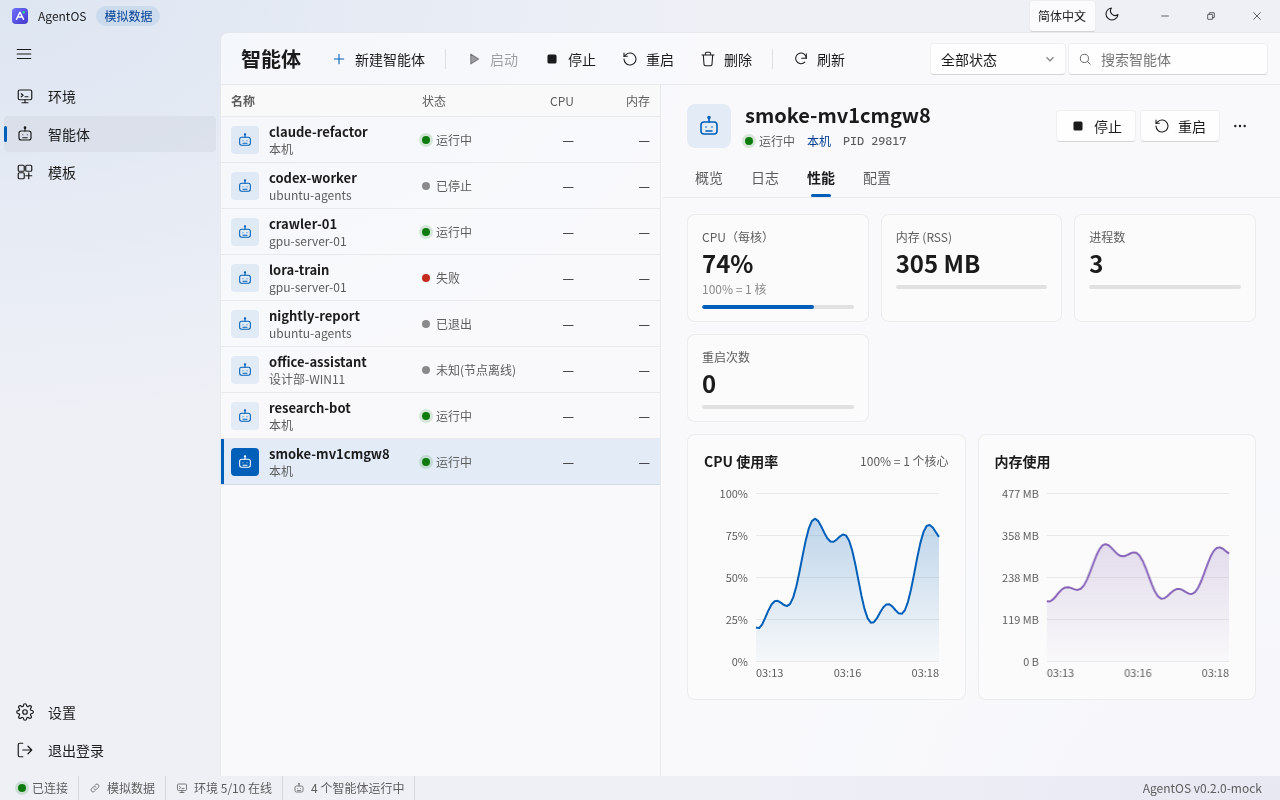 AgentOS 模拟数据 简体中文
环境
智能体
模板
设置
退出登录
智能体 新建智能体 启动 停止 重启 删除 刷新 全部状态 搜索智能体
名称 状态 CPU 内存
claude-refactor
本机 运行中 — —
codex-worker
ubuntu-agents 已停止 — —
crawler-01
gpu-server-01 运行中 — —
lora-train
gpu-server-01 失败 — —
nightly-report
ubuntu-agents 已退出 — —
office-assistant
设计部-WIN11 未知(节点离线) — —
research-bot
本机 运行中 — —
smoke-mv1cmgw8
本机 运行中 — —
smoke-mv1cmgw8
运行中 本机 PID 29817
停止 重启
概览 日志 性能 配置
CPU（每核）
74%
100% = 1 核
内存 (RSS)
305 MB
进程数
3
重启次数
0
CPU 使用率 100% = 1 个核心
100%
75%
50%
25%
0%
03:13 03:16 03:18
内存使用
477 MB
358 MB
238 MB
119 MB
0 B
03:13 03:16 03:18
已连接 模拟数据 环境 5/10 在线 4 个智能体运行中 AgentOS v0.2.0-mock